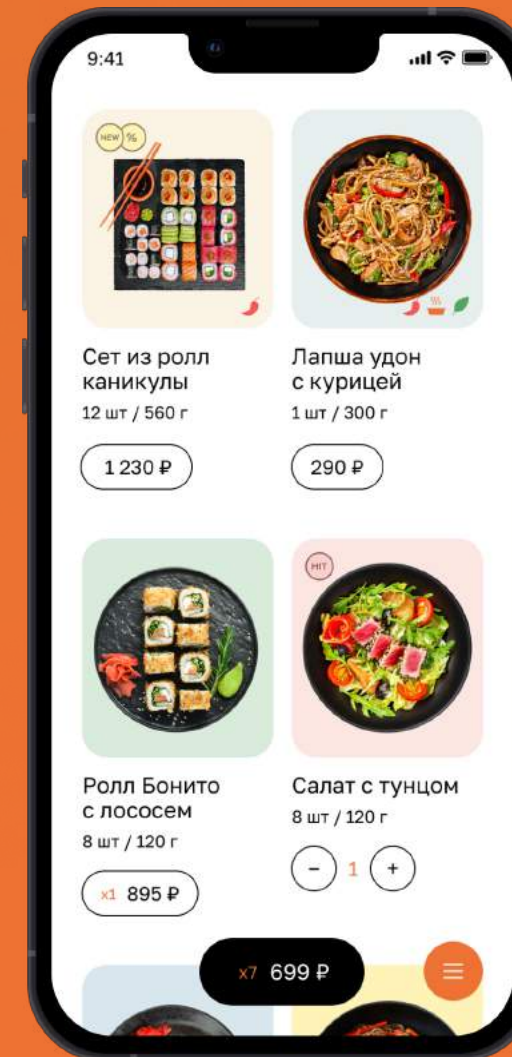 9:41
NEW %
Сет из ролл
каникулы
12 шт / 560 г
1 230 ₽
Лапша удон
с курицей
1 шт / 300 г
290 ₽
HIT
Ролл Бонито
с лососем
8 шт / 120 г
x1 895 ₽
Салат с тунцом
8 шт / 120 г
− 1 +
x7 699 ₽